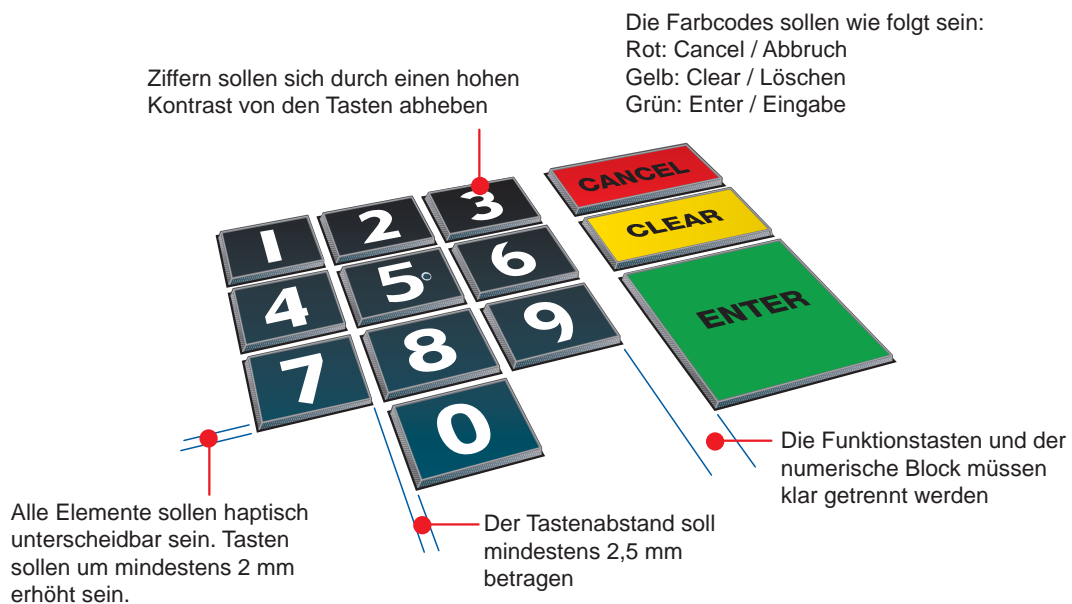 Die Farbcodes sollen wie folgt sein:
Rot: Cancel / Abbruch
Gelb: Clear / Löschen
Grün: Enter / Eingabe
Ziffern sollen sich durch einen hohen
Kontrast von den Tasten abheben
1 2 3
4 5 6
7 8 9
0
CANCEL
CLEAR
ENTER
Die Funktionstasten und der
numerische Block müssen
klar getrennt werden
Der Tastenabstand soll
mindestens 2,5 mm
betragen
Alle Elemente sollen haptisch
unterscheidbar sein. Tasten
sollen um mindestens 2 mm
erhöht sein.